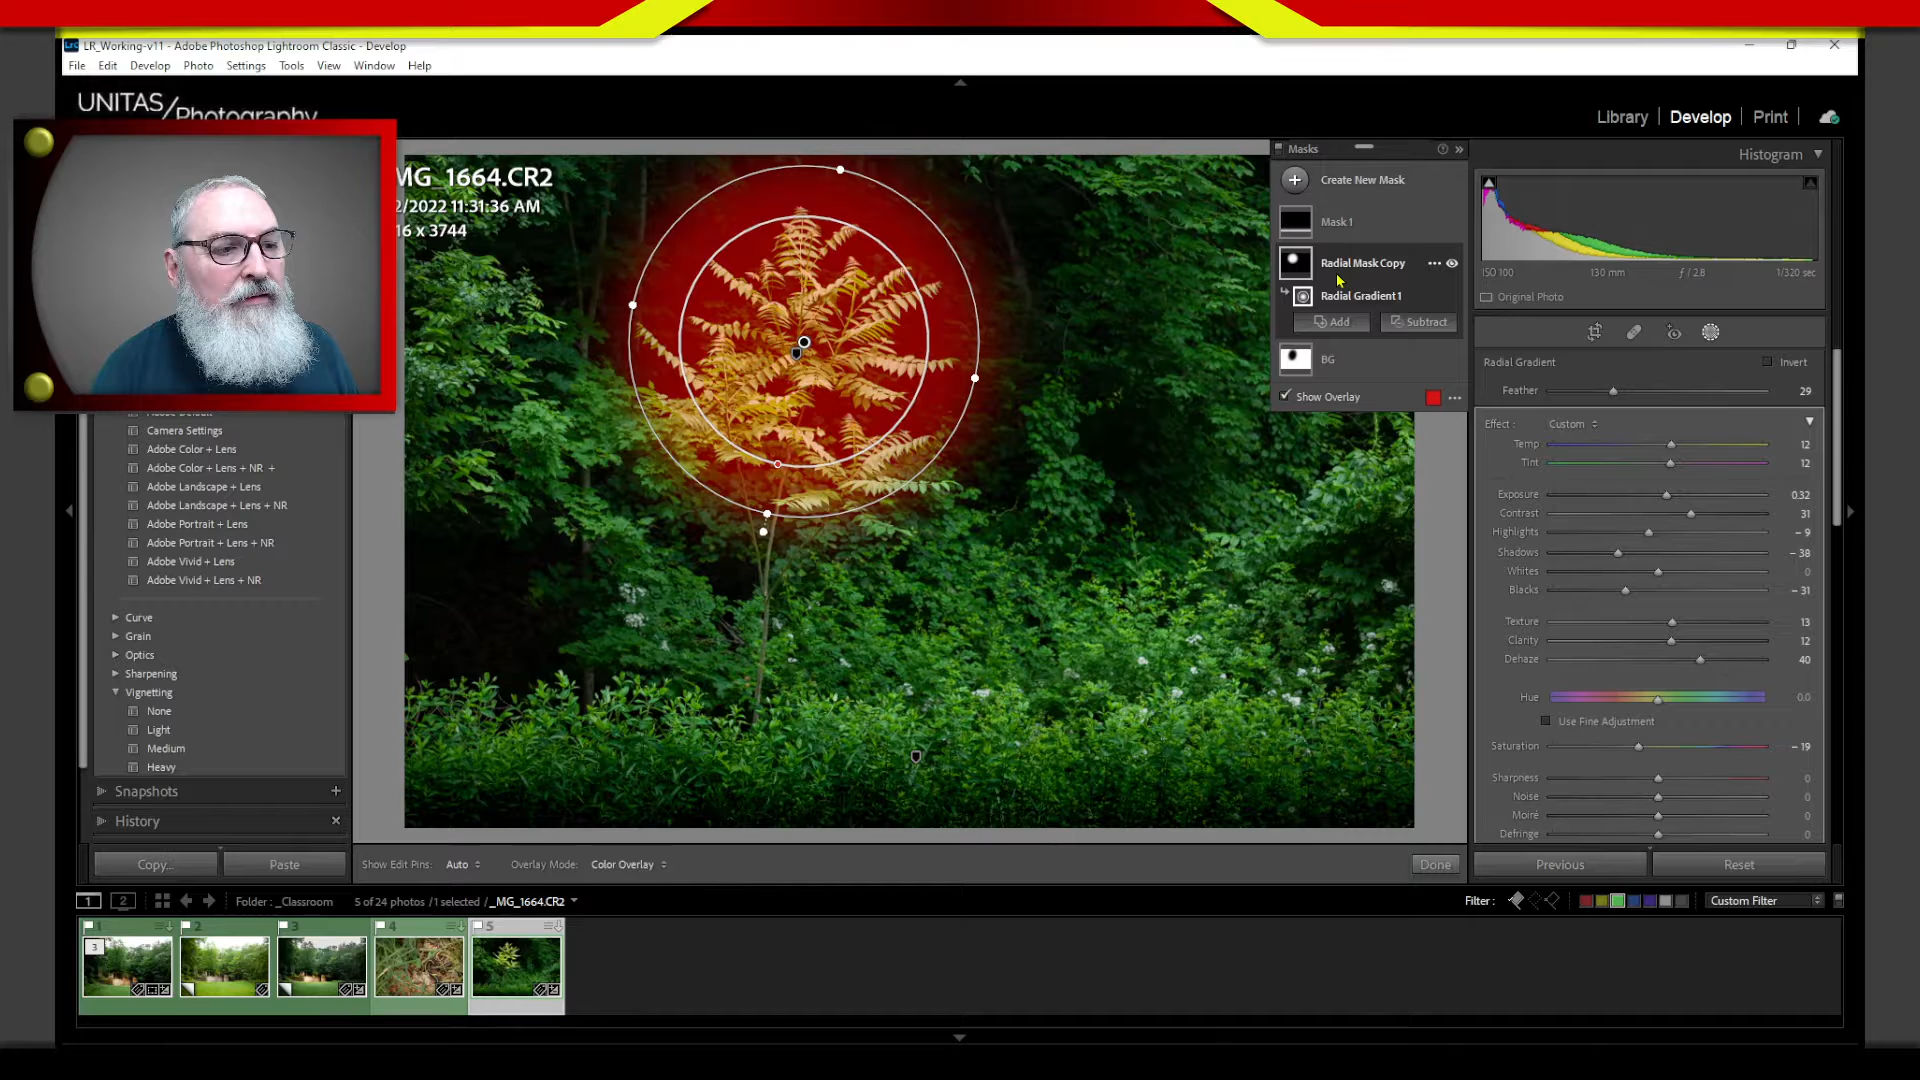 LR_Working-v11 - Adobe Photoshop Lightroom Classic - Develop
File Edit Develop Photo Settings Tools View Window Help
UNITAS/Photography
Library | Develop | Print
MG_1664.CR2
2/2022 11:31:36 AM
16 x 3744
Masks
Create New Mask
Mask 1
Radial Mask Copy
Radial Gradient 1
Add Subtract
BG
Show Overlay
Histogram
ISO 100 130 mm ƒ / 2.8 1/320 sec
Original Photo
Radial Gradient Invert
Feather 29
Effect : Custom
Temp 12
Tint 12
Exposure 0.32
Contrast 31
Highlights – 9
Shadows – 38
Whites 0
Blacks – 31
Texture 13
Clarity 12
Dehaze 40
Hue 0.0
Use Fine Adjustment
Saturation – 19
Sharpness 0
Noise 0
Moiré 0
Defringe 0
Previous Reset
Camera Settings
Adobe Color + Lens
Adobe Color + Lens + NR +
Adobe Landscape + Lens
Adobe Landscape + Lens + NR
Adobe Portrait + Lens
Adobe Portrait + Lens + NR
Adobe Vivid + Lens
Adobe Vivid + Lens + NR
Curve
Grain
Optics
Sharpening
Vignetting
None
Light
Medium
Heavy
Snapshots +
History
Copy... Paste
Show Edit Pins: Auto Overlay Mode: Color Overlay Done
1 2 Folder : _Classroom 5 of 24 photos / 1 selected / _MG_1664.CR2 Filter : Custom Filter
1 2 3 4 5
3